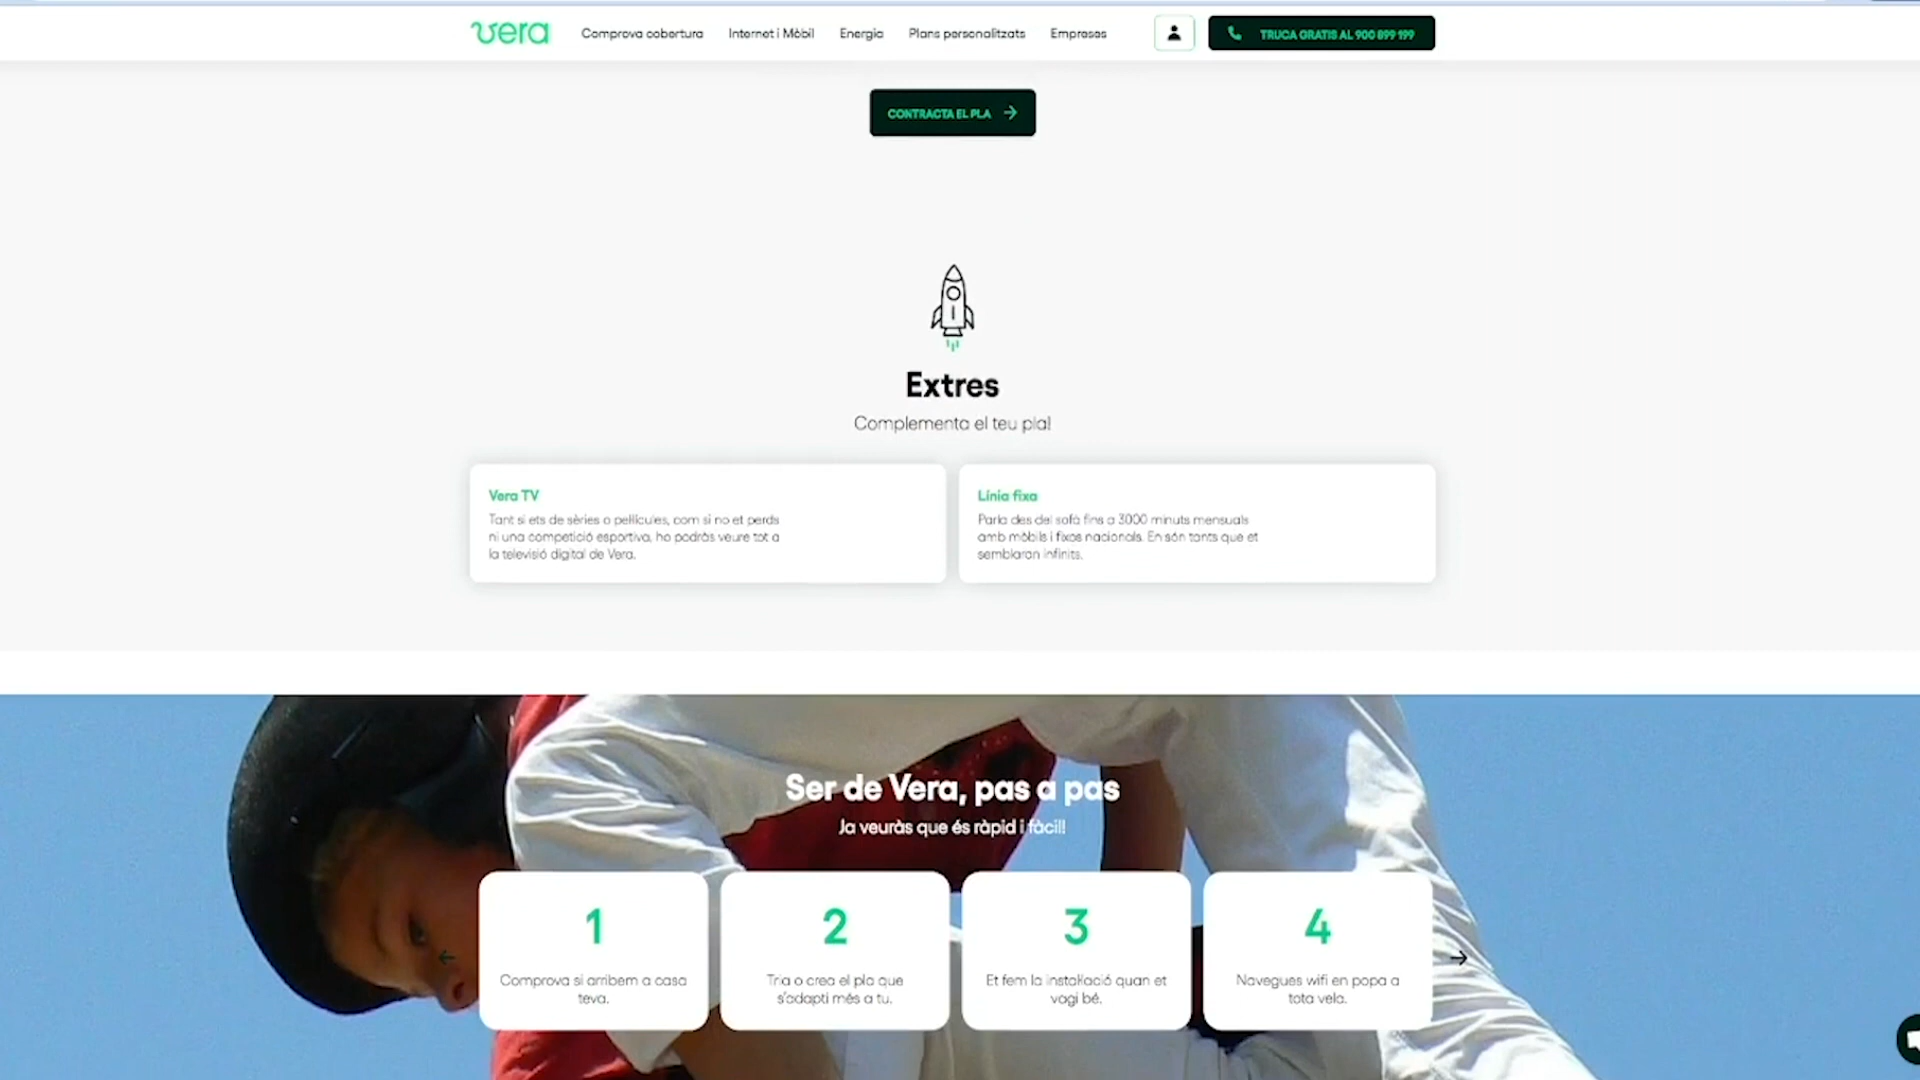 vera
Comprova cobertura
Internet i Mòbil
Energia
Plans personalitzats
Empreses
TRUCA GRATIS AL 900 899 199
CONTRACTA EL PLA
Extres
Complementa el teu pla!
Vera TV
Tant si ets de sèries o pel·lícules, com si no et perds
ni una competició esportiva, ho podràs veure tot a
la televisió digital de Vera.
Línia fixa
Parla des del sofà fins a 3000 minuts mensuals
amb mòbils i fixos nacionals. En són tants que et
semblaran infinits.
Ser de Vera, pas a pas
Ja veuràs que és ràpid i fàcil!
1
Comprova si arribem a casa
teva.
2
Tria o crea el pla que
s'adapti més a tu.
3
Et fem la instal·lació quan et
vagi bé.
4
Navegues wifi en popa a
tota vela.